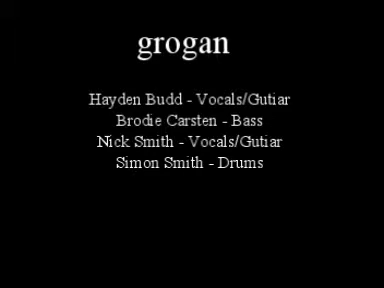 grogan
Hayden Budd - Vocals/Gutiar
Brodie Carsten - Bass
Nick Smith - Vocals/Gutiar
Simon Smith - Drums